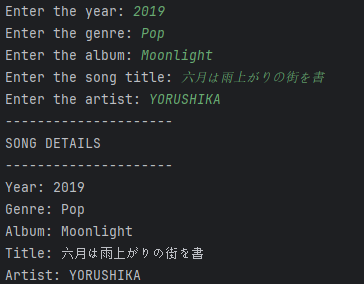 Enter the year: 2019
Enter the genre: Pop
Enter the album: Moonlight
Enter the song title: 六月は雨上がりの街を書
Enter the artist: YORUSHIKA
---------------------
SONG DETAILS
---------------------
Year: 2019
Genre: Pop
Album: Moonlight
Title: 六月は雨上がりの街を書
Artist: YORUSHIKA